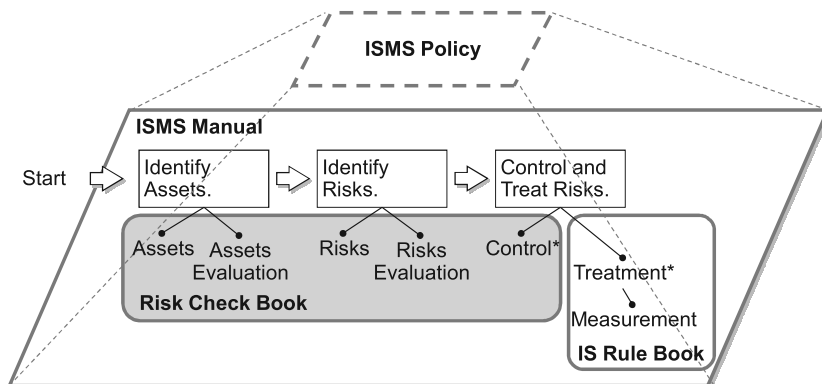 ISMS Policy
ISMS Manual
Start
Identify
Assets.
Identify
Risks.
Control and
Treat Risks.
Assets
Assets
Evaluation
Risks
Risks
Evaluation
Control*
Treatment*
Measurement
Risk Check Book
IS Rule Book